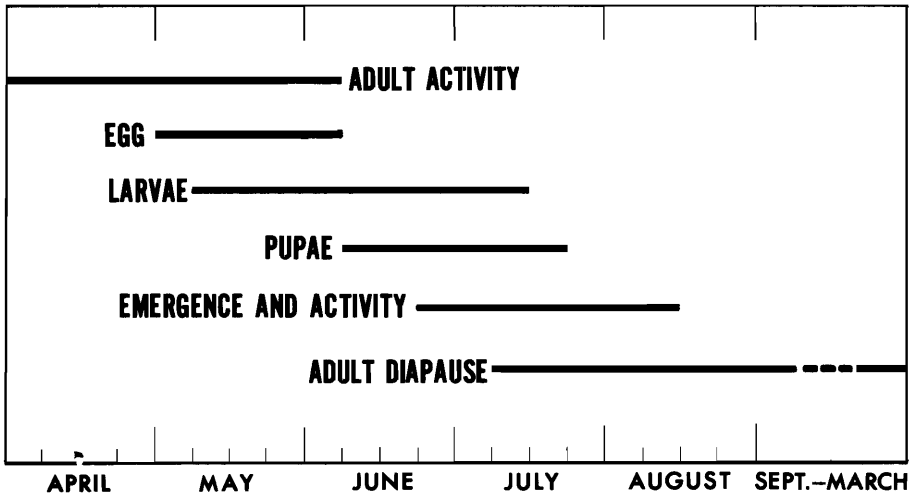 ADULT ACTIVITY
EGG
LARVAE
PUPAE
EMERGENCE AND ACTIVITY
ADULT DIAPAUSE
APRIL MAY JUNE JULY AUGUST SEPT.–MARCH